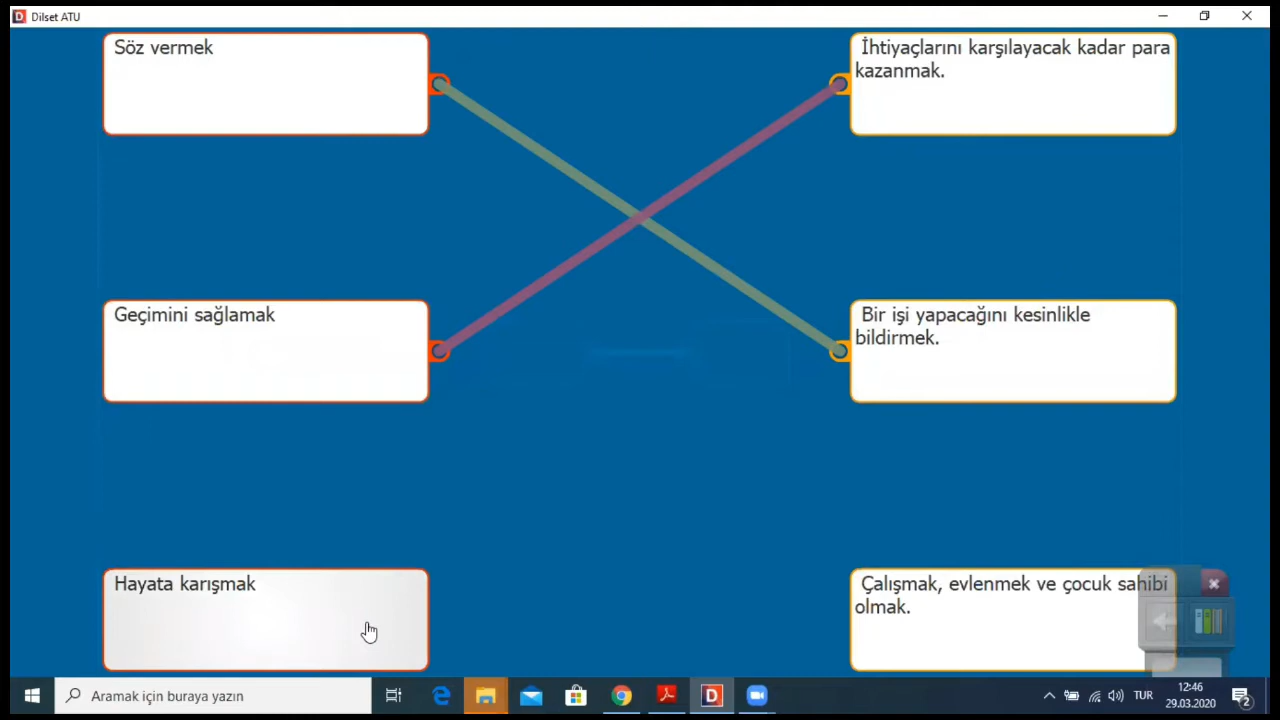 Dilset ATU
Söz vermek
İhtiyaçlarını karşılayacak kadar para
kazanmak.
Geçimini sağlamak
Bir işi yapacağını kesinlikle
bildirmek.
Hayata karışmak
Çalışmak, evlenmek ve çocuk sahibi
olmak.
Aramak için buraya yazın
TUR
12:46
29.03.2020
2